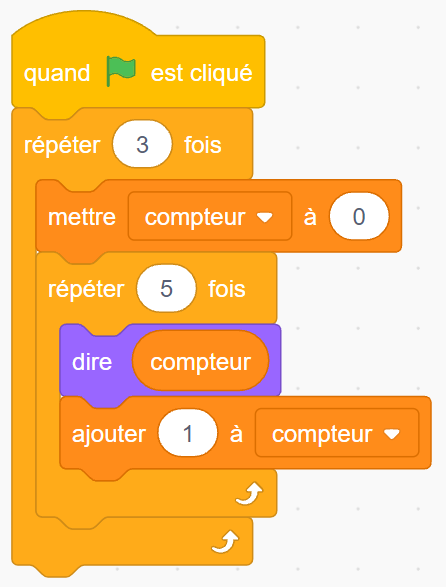 quand est cliqué
répéter 3 fois
mettre compteur à 0
répéter 5 fois
dire compteur
ajouter 1 à compteur